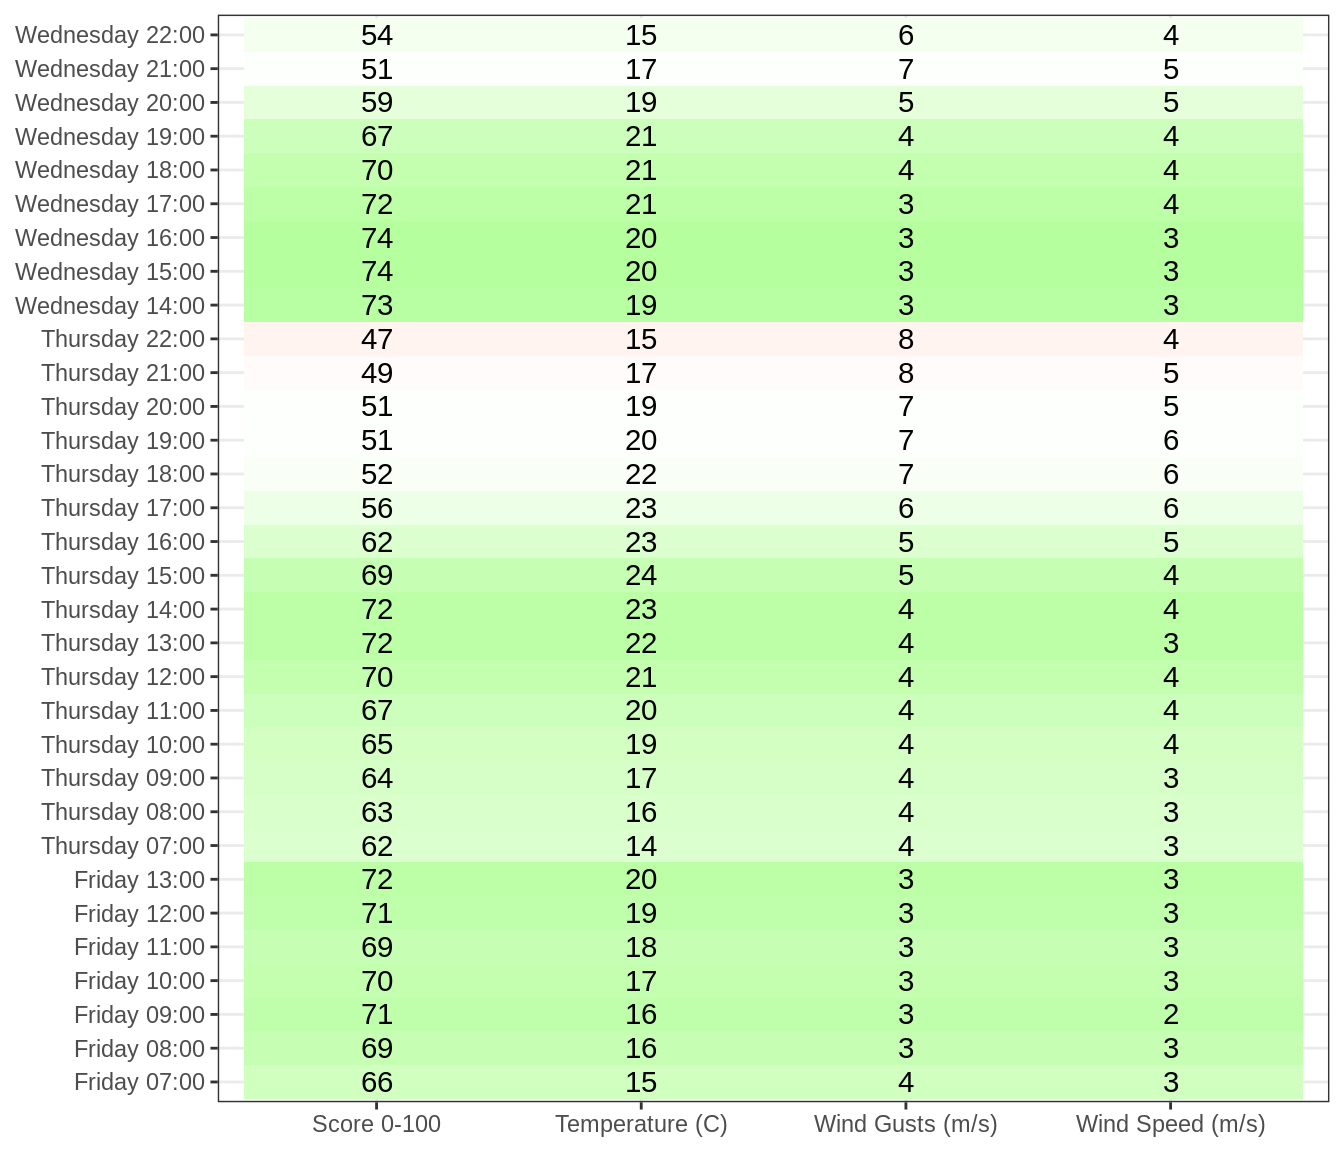 Wednesday 22:00 54 15 6 4
Wednesday 21:00 51 17 7 5
Wednesday 20:00 59 19 5 5
Wednesday 19:00 67 21 4 4
Wednesday 18:00 70 21 4 4
Wednesday 17:00 72 21 3 4
Wednesday 16:00 74 20 3 3
Wednesday 15:00 74 20 3 3
Wednesday 14:00 73 19 3 3
Thursday 22:00 47 15 8 4
Thursday 21:00 49 17 8 5
Thursday 20:00 51 19 7 5
Thursday 19:00 51 20 7 6
Thursday 18:00 52 22 7 6
Thursday 17:00 56 23 6 6
Thursday 16:00 62 23 5 5
Thursday 15:00 69 24 5 4
Thursday 14:00 72 23 4 4
Thursday 13:00 72 22 4 3
Thursday 12:00 70 21 4 4
Thursday 11:00 67 20 4 4
Thursday 10:00 65 19 4 4
Thursday 09:00 64 17 4 3
Thursday 08:00 63 16 4 3
Thursday 07:00 62 14 4 3
Friday 13:00 72 20 3 3
Friday 12:00 71 19 3 3
Friday 11:00 69 18 3 3
Friday 10:00 70 17 3 3
Friday 09:00 71 16 3 2
Friday 08:00 69 16 3 3
Friday 07:00 66 15 4 3
Score 0-100 Temperature (C) Wind Gusts (m/s) Wind Speed (m/s)